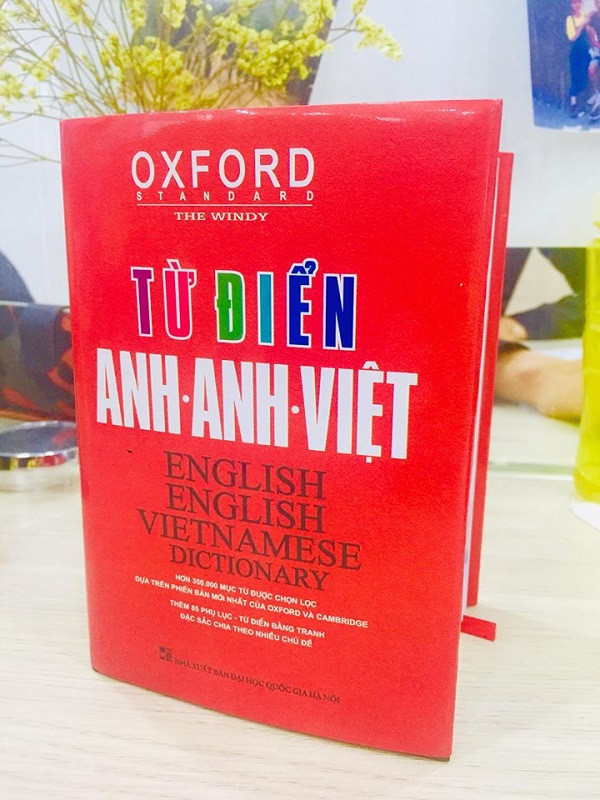 OXFORD
STANDARD
THE WINDY
TỪ ĐIỂN
ANH·ANH·VIỆT
ENGLISH
ENGLISH
VIETNAMESE
DICTIONARY
HƠN 350.000 MỤC TỪ ĐƯỢC CHỌN LỌC
DỰA TRÊN PHIÊN BẢN MỚI NHẤT CỦA OXFORD VÀ CAMBRIDGE
THÊM 85 PHỤ LỤC - TỪ ĐIỂN BẰNG TRANH
ĐẶC SẮC CHIA THEO NHIỀU CHỦ ĐỀ
NHÀ XUẤT BẢN ĐẠI HỌC QUỐC GIA HÀ NỘI